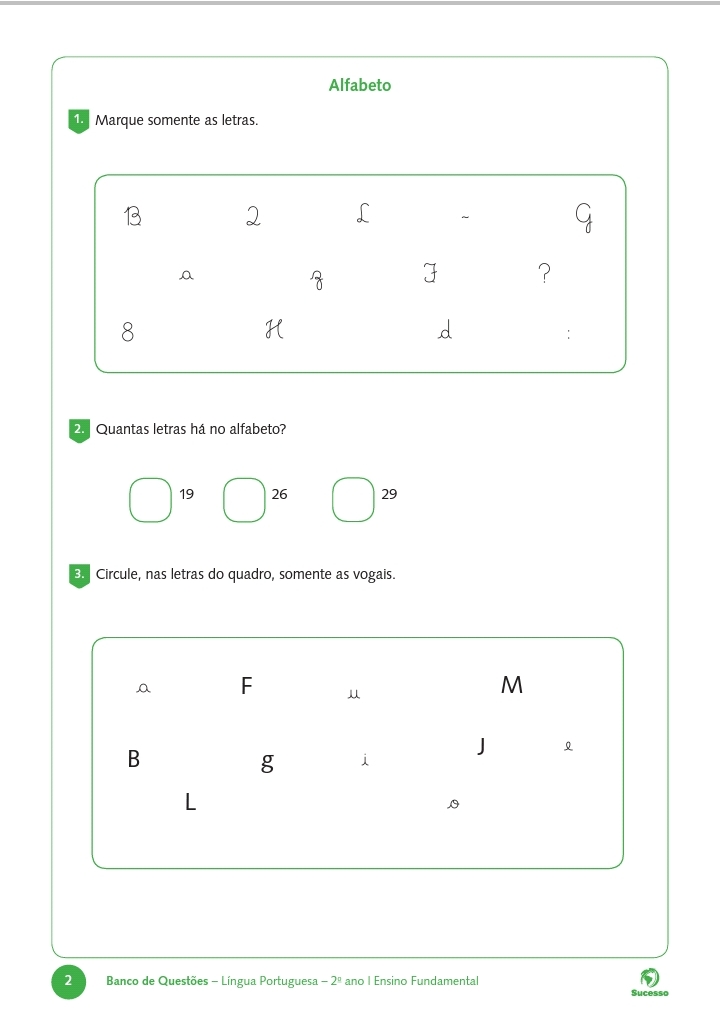 Alfabeto
1. Marque somente as letras.
B 2 L ~ G
a z F ?
8 H d :
2. Quantas letras há no alfabeto?
19 26 29
3. Circule, nas letras do quadro, somente as vogais.
a F u M
B g i J e
L o
2 Banco de Questões – Língua Portuguesa – 2º ano | Ensino Fundamental
Sucesso